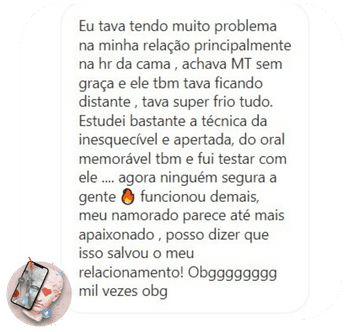 Eu tava tendo muito problema
na minha relação principalmente
na hr da cama , achava MT sem
graça e ele tbm tava ficando
distante , tava super frio tudo.
Estudei bastante a técnica da
inesquecível e apertada, do oral
memorável tbm e fui testar com
ele .... agora ninguém segura a
gente 🔥 funcionou demais,
meu namorado parece até mais
apaixonado , posso dizer que
isso salvou o meu
relacionamento! Obgggggggg
mil vezes obg